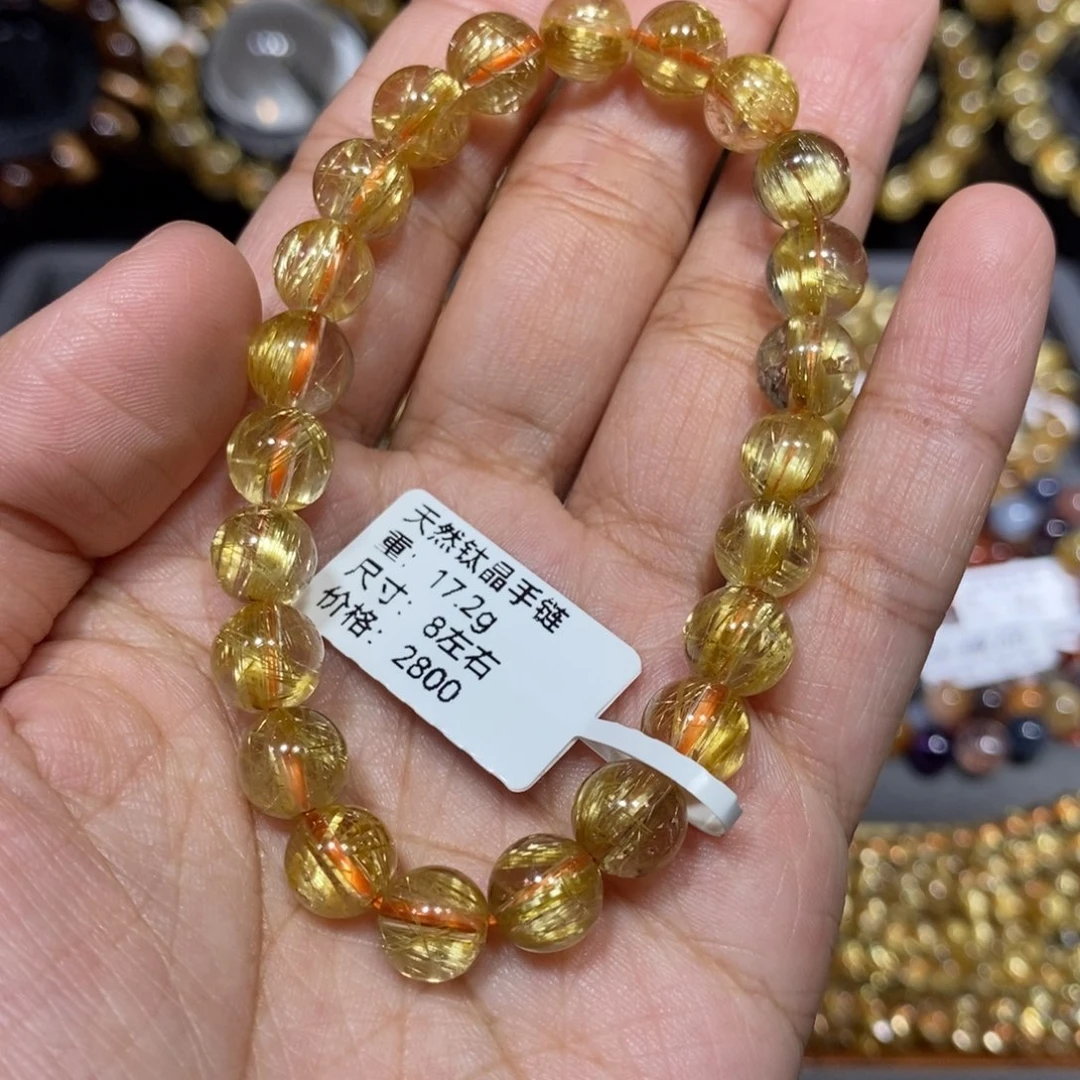 天然钛晶手链
重: 17.2g
尺寸: 8左右
价格: 2800